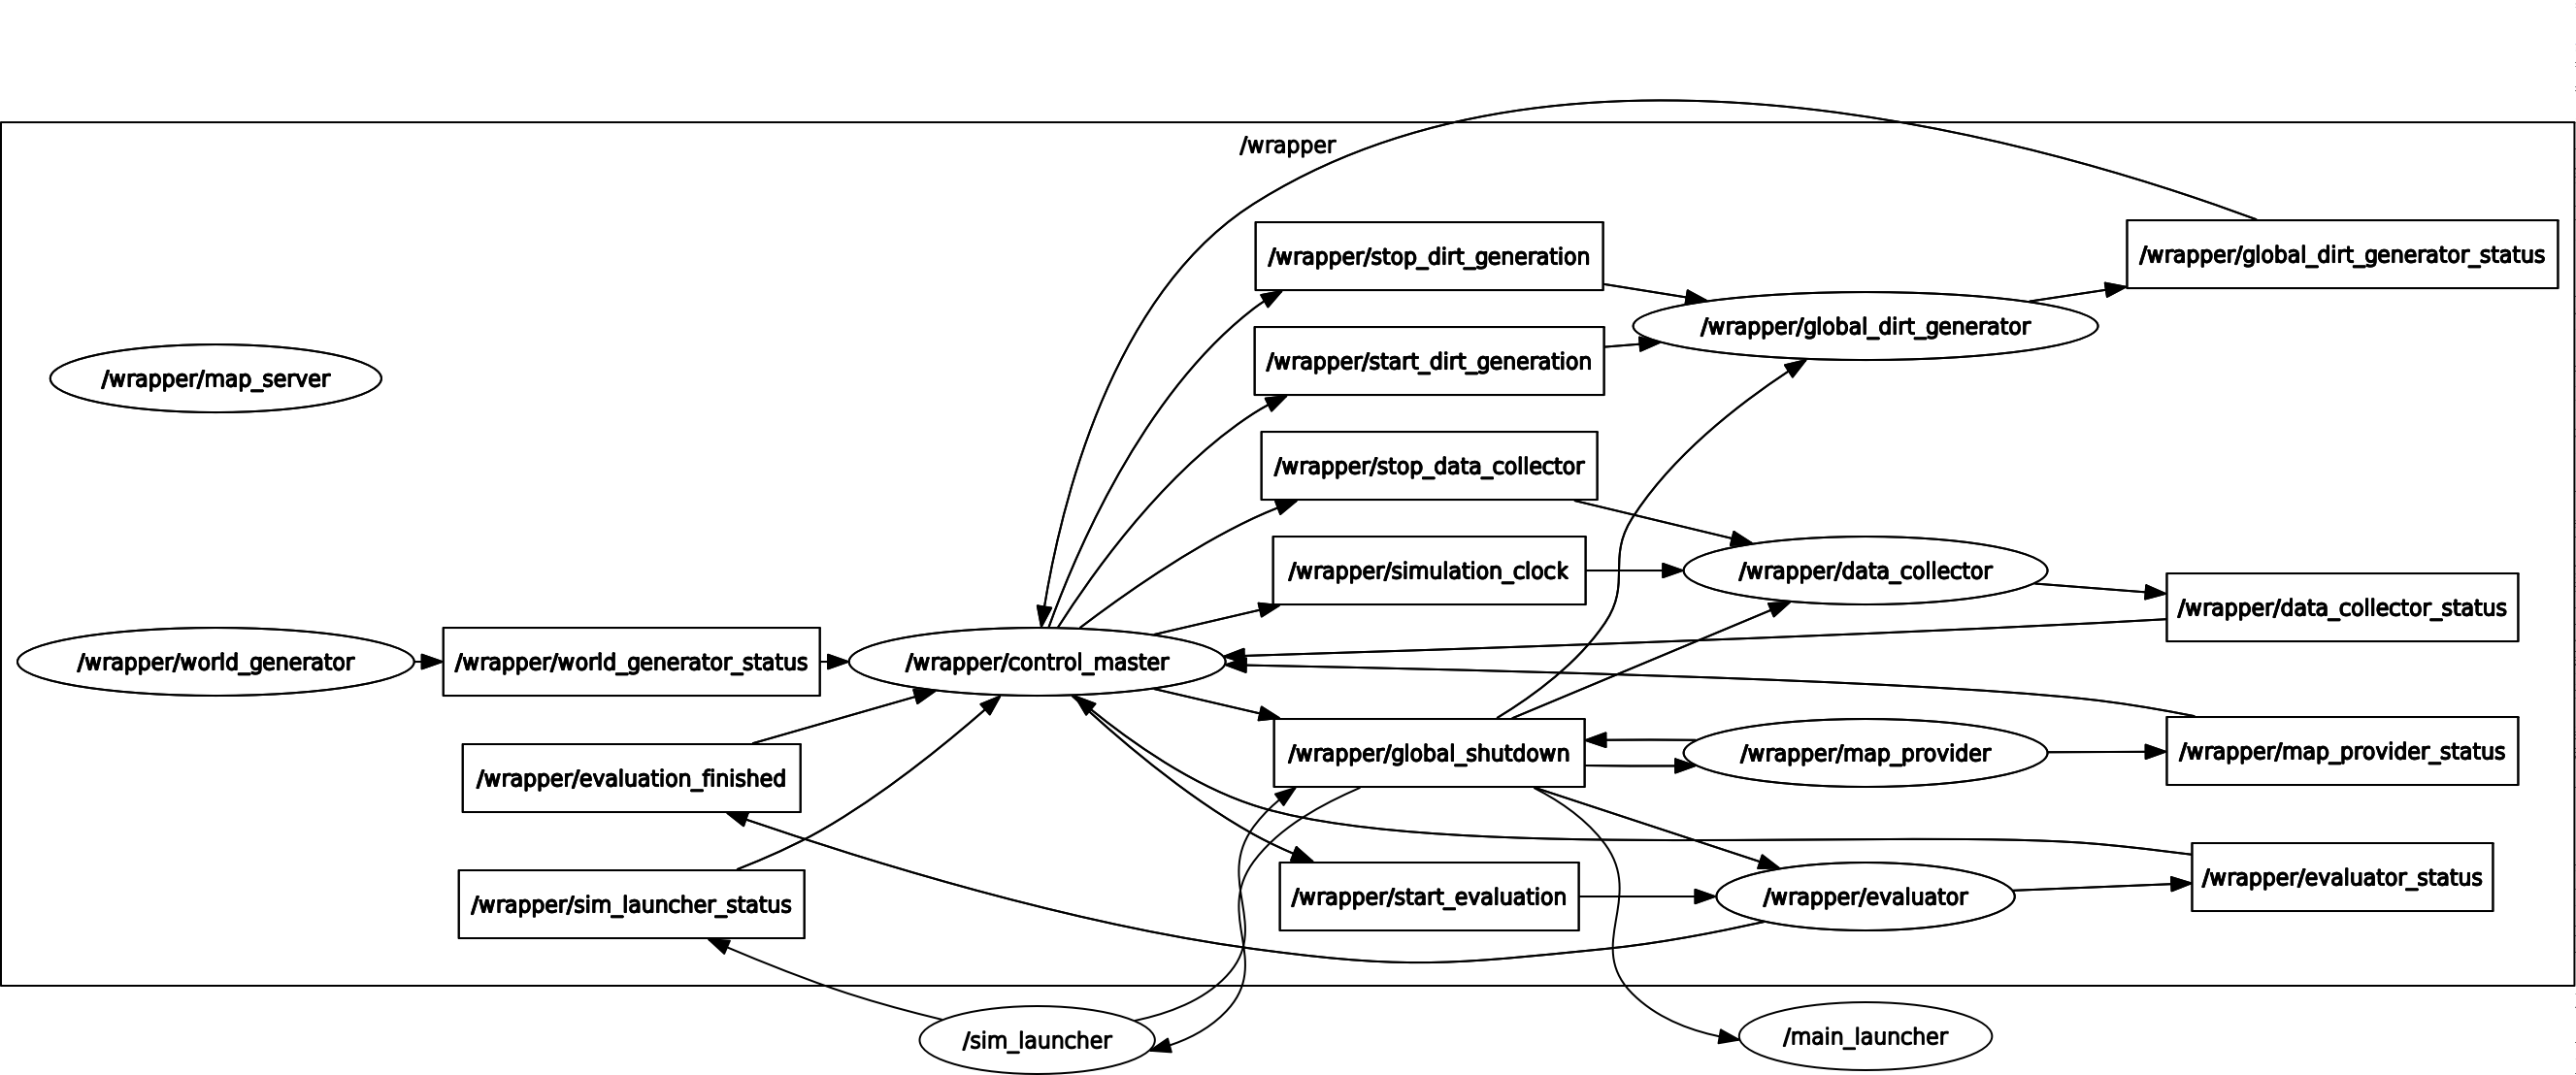 /wrapper
/wrapper/stop_dirt_generation
/wrapper/global_dirt_generator_status
/wrapper/global_dirt_generator
/wrapper/start_dirt_generation
/wrapper/map_server
/wrapper/stop_data_collector
/wrapper/simulation_clock
/wrapper/data_collector
/wrapper/data_collector_status
/wrapper/world_generator
/wrapper/world_generator_status
/wrapper/control_master
/wrapper/global_shutdown
/wrapper/map_provider
/wrapper/map_provider_status
/wrapper/evaluation_finished
/wrapper/evaluator_status
/wrapper/start_evaluation
/wrapper/evaluator
/wrapper/sim_launcher_status
/sim_launcher
/main_launcher